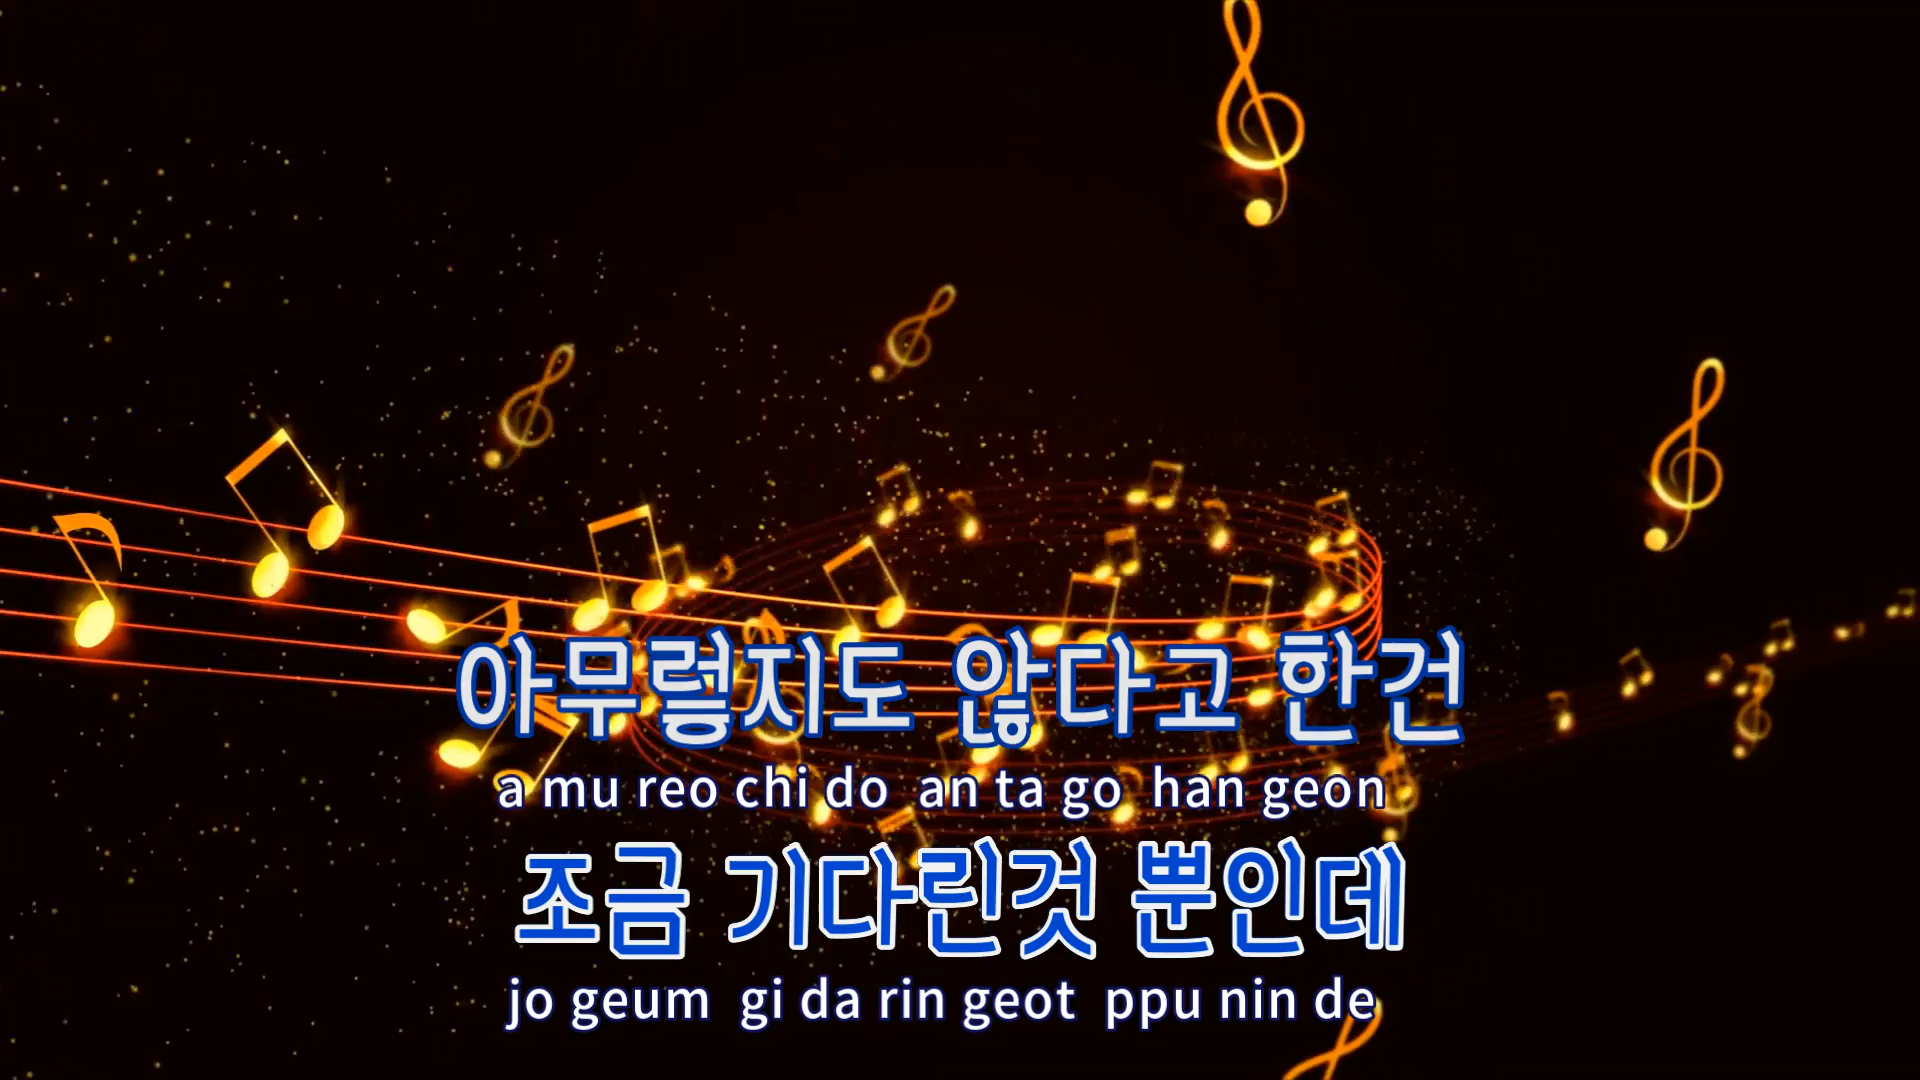 아무렇지도 않다고 한건
a mu reo chi do an ta go han geon
조금 기다린것 뿐인데
jo geum gi da rin geot ppu nin de